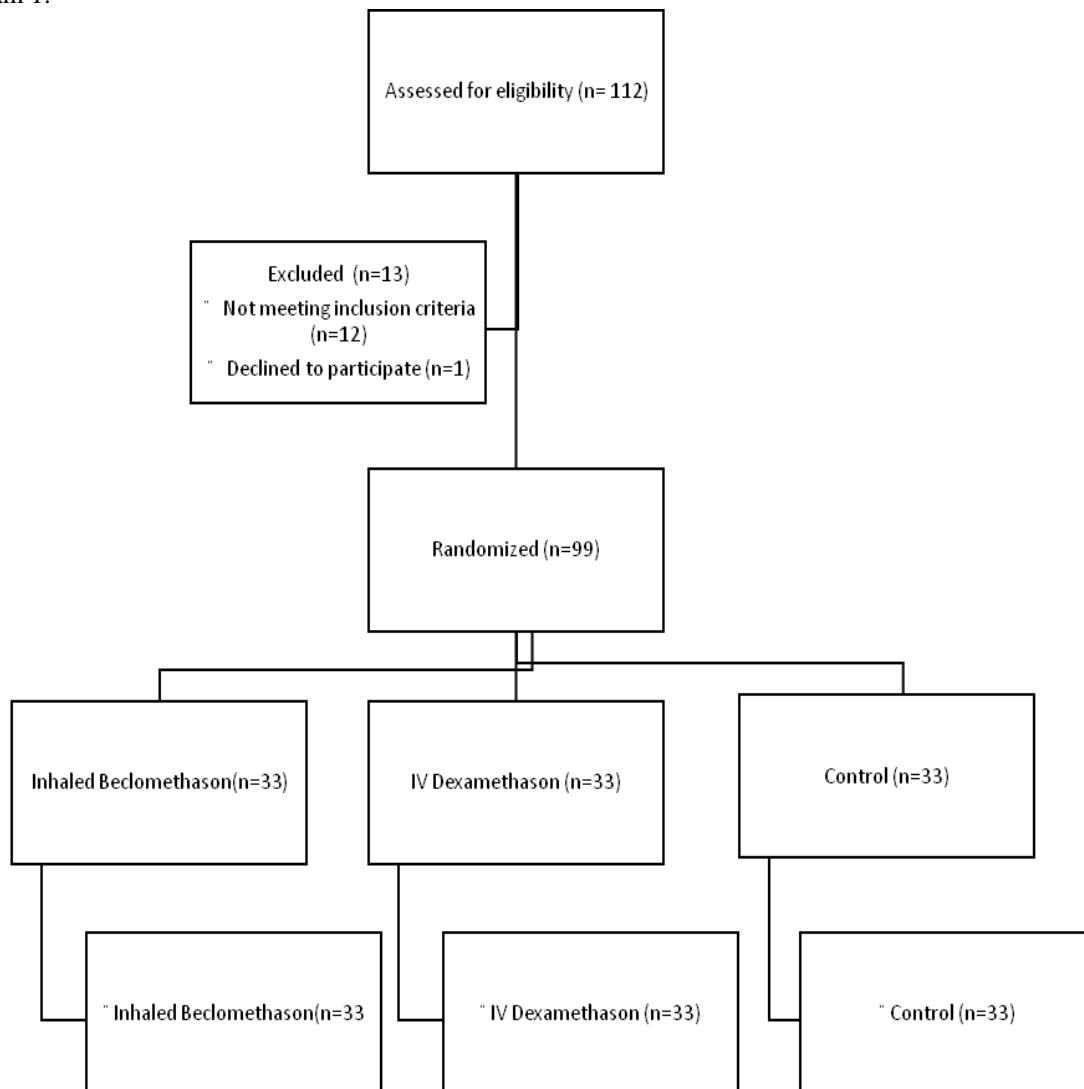 Assessed for eligibility (n= 112)
Excluded (n=13)
¨ Not meeting inclusion criteria
(n=12)
¨ Declined to participate (n=1)
Randomized (n=99)
Inhaled Beclomethason(n=33)
IV Dexamethason (n=33)
Control (n=33)
¨ Inhaled Beclomethason(n=33
¨ IV Dexamethason (n=33)
¨ Control (n=33)